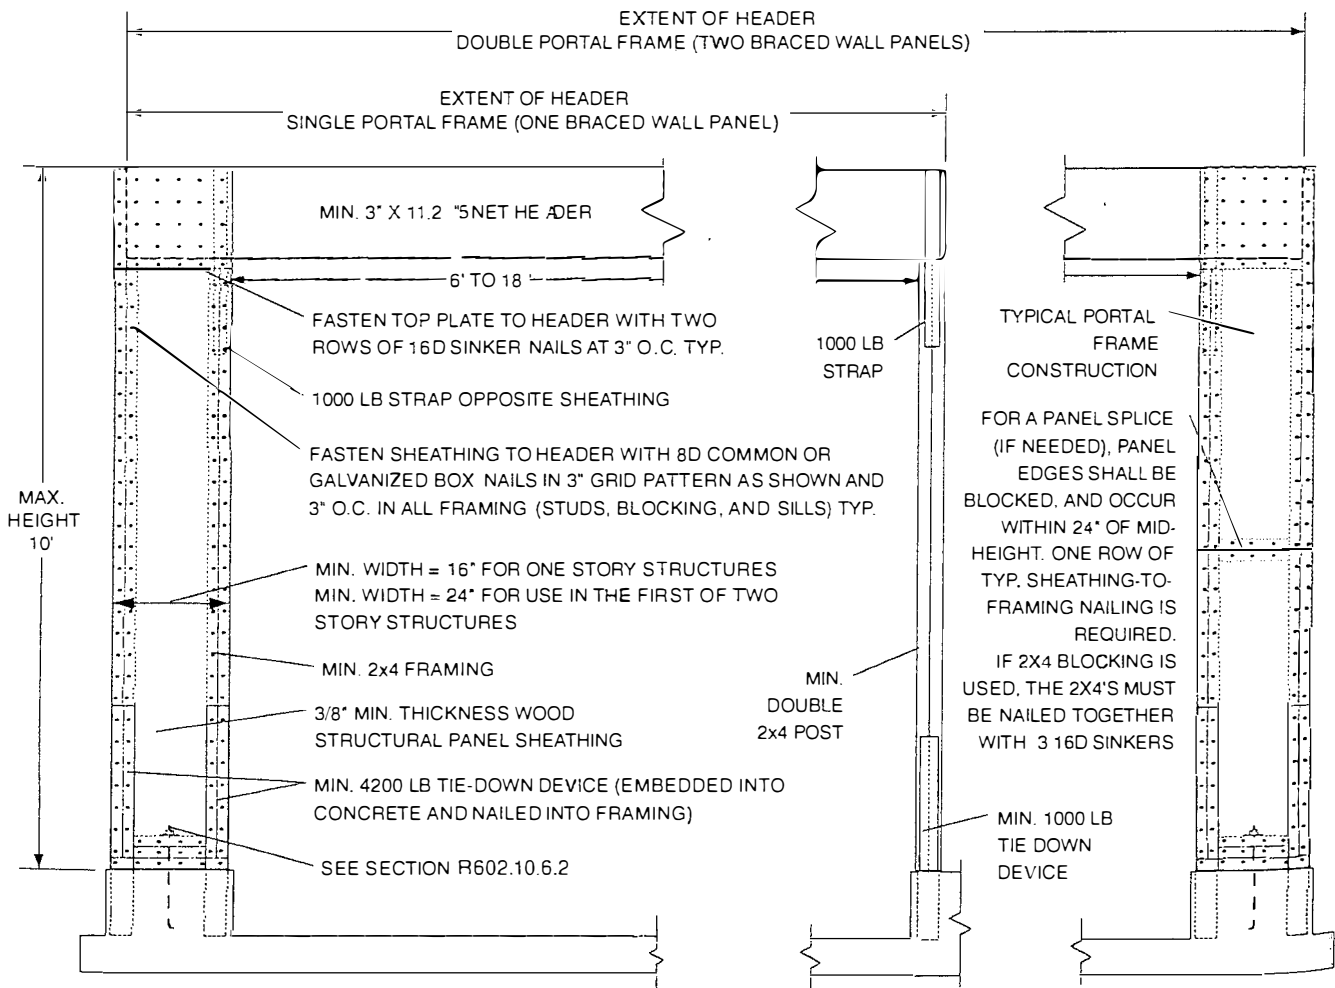 EXTENT OF HEADER
DOUBLE PORTAL FRAME (TWO BRACED WALL PANELS)
EXTENT OF HEADER
SINGLE PORTAL FRAME (ONE BRACED WALL PANEL)
MIN. 3" X 11.2 "5NET HEADER
6' TO 18'
FASTEN TOP PLATE TO HEADER WITH TWO
ROWS OF 16D SINKER NAILS AT 3" O.C. TYP.
1000 LB STRAP OPPOSITE SHEATHING
FASTEN SHEATHING TO HEADER WITH 8D COMMON OR
GALVANIZED BOX NAILS IN 3" GRID PATTERN AS SHOWN AND
3" O.C. IN ALL FRAMING (STUDS, BLOCKING, AND SILLS) TYP.
MAX.
HEIGHT
10'
MIN. WIDTH = 16" FOR ONE STORY STRUCTURES
MIN. WIDTH = 24" FOR USE IN THE FIRST OF TWO
STORY STRUCTURES
MIN. 2x4 FRAMING
3/8" MIN. THICKNESS WOOD
STRUCTURAL PANEL SHEATHING
MIN. 4200 LB TIE-DOWN DEVICE (EMBEDDED INTO
CONCRETE AND NAILED INTO FRAMING)
SEE SECTION R602.10.6.2
1000 LB
STRAP
MIN.
DOUBLE
2x4 POST
MIN. 1000 LB
TIE DOWN
DEVICE
TYPICAL PORTAL
FRAME
CONSTRUCTION
FOR A PANEL SPLICE
(IF NEEDED), PANEL
EDGES SHALL BE
BLOCKED, AND OCCUR
WITHIN 24" OF MID-
HEIGHT. ONE ROW OF
TYP. SHEATHING-TO-
FRAMING NAILING IS
REQUIRED.
IF 2X4 BLOCKING IS
USED, THE 2X4'S MUST
BE NAILED TOGETHER
WITH 3 16D SINKERS